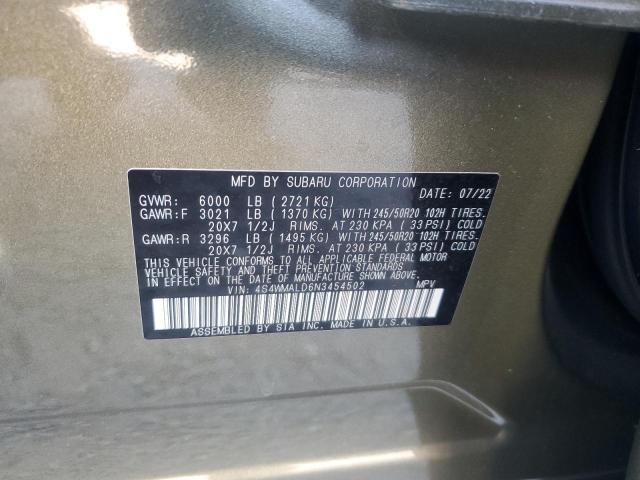 MFD BY SUBARU CORPORATION
DATE: 07/22
GVWR: 6000 LB ( 2721 KG)
GAWR:F 3021 LB ( 1370 KG) WITH 245/50R20 102H TIRES.
20X7 1/2J RIMS. AT 230 KPA ( 33 PSI) COLD
GAWR:R 3296 LB ( 1495 KG) WITH 245/50R20 102H TIRES.
20X7 1/2J RIMS. AT 230 KPA ( 33 PSI) COLD
THIS VEHICLE CONFORMS TO ALL APPLICABLE FEDERAL MOTOR
VEHICLE SAFETY AND THEFT PREVENTION STANDARDS
IN EFFECT ON THE DATE OF MANUFACTURE SHOWN ABOVE.
VIN: 4S4WMALD6N3454502 MPV
ASSEMBLED BY SIA INC. MADE IN U.S.A.